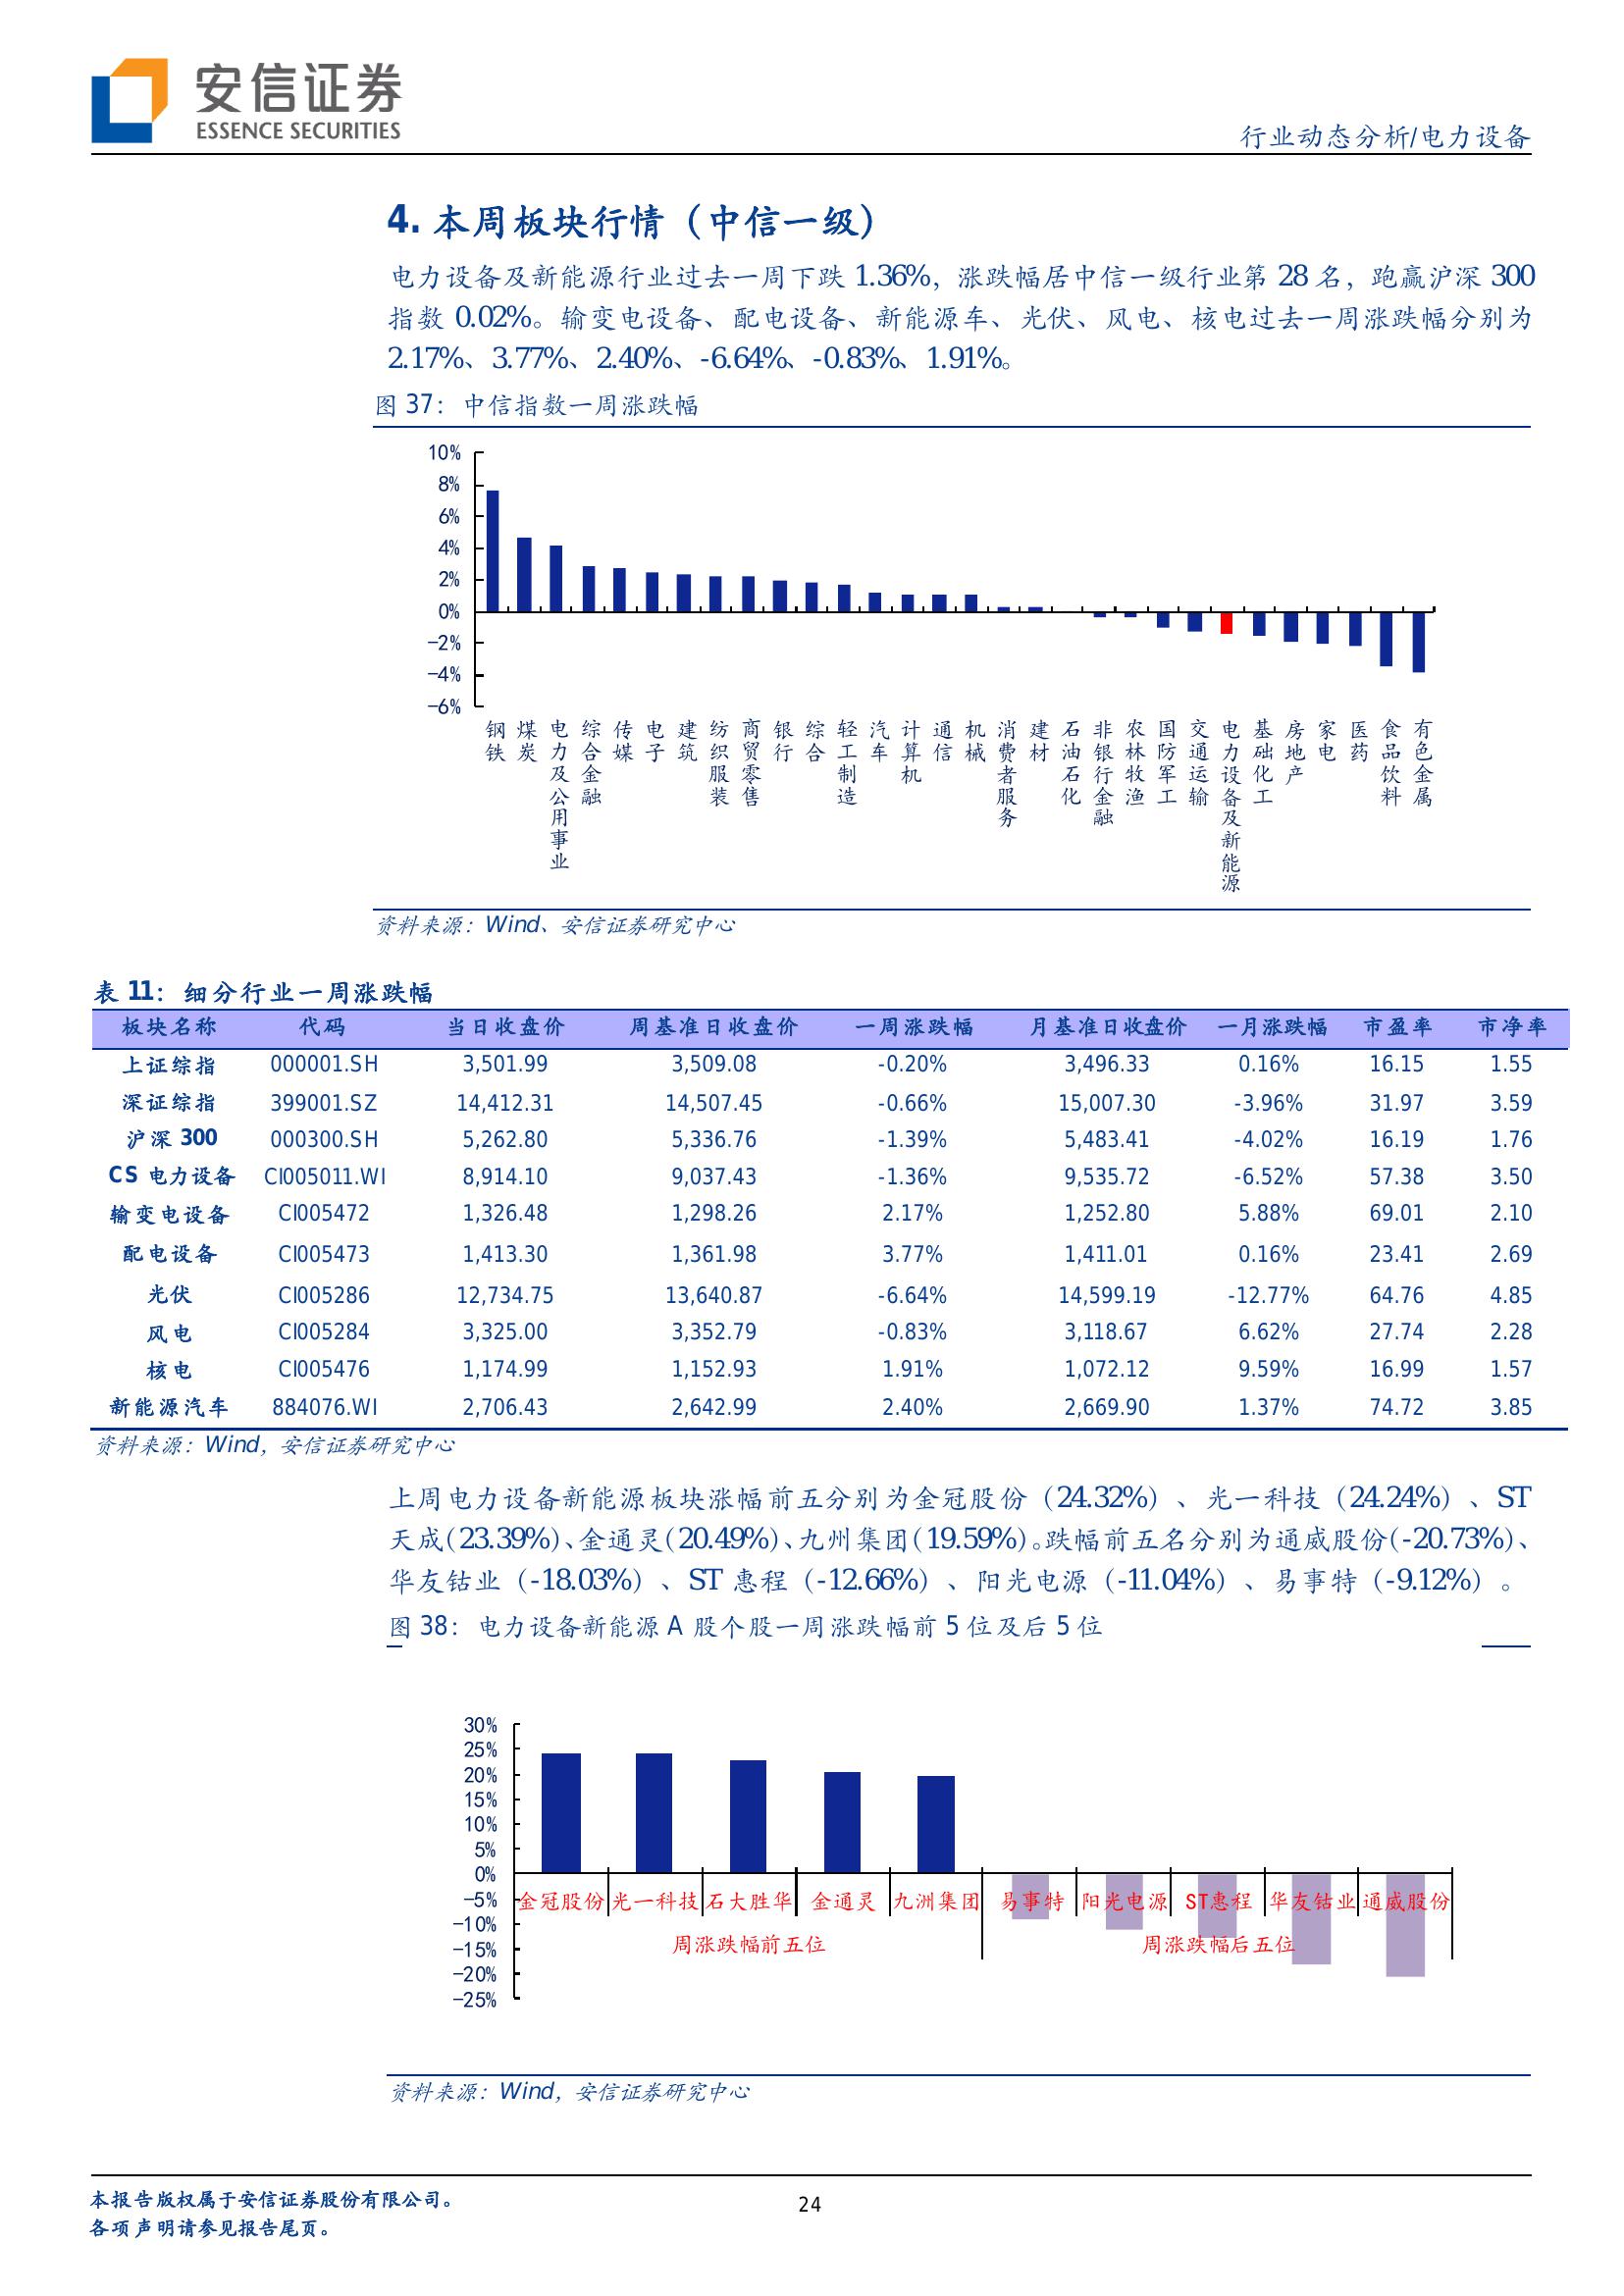 安信证券
ESSENCE SECURITIES
行业动态分析/电力设备
4. 本周板块行情（中信一级）
电力设备及新能源行业过去一周下跌 1.36%，涨跌幅居中信一级行业第 28 名，跑赢沪深 300
指数 0.02%。输变电设备、配电设备、新能源车、光伏、风电、核电过去一周涨跌幅分别为
2.17%、3.77%、2.40%、-6.64%、-0.83%、1.91%。
图 37：中信指数一周涨跌幅
10%
8%
6%
4%
2%
0%
−2%
−4%
−6%
钢铁
煤炭
电力及公用事业
综合金融
传媒
电子
建筑
纺织服装
商贸零售
银行
综合
轻工制造
汽车
计算机
通信
机械
消费者服务
建材
石油石化
非银行金融
农林牧渔
国防军工
交通运输
电力设备及新能源
基础化工
房地产
家电
医药
食品饮料
有色金属
资料来源：Wind、安信证券研究中心
表 11：细分行业一周涨跌幅
板块名称 代码 当日收盘价 周基准日收盘价 一周涨跌幅 月基准日收盘价 一月涨跌幅 市盈率 市净率
上证综指 000001.SH 3,501.99 3,509.08 -0.20% 3,496.33 0.16% 16.15 1.55
深证综指 399001.SZ 14,412.31 14,507.45 -0.66% 15,007.30 -3.96% 31.97 3.59
沪深 300 000300.SH 5,262.80 5,336.76 -1.39% 5,483.41 -4.02% 16.19 1.76
CS 电力设备 CI005011.WI 8,914.10 9,037.43 -1.36% 9,535.72 -6.52% 57.38 3.50
输变电设备 CI005472 1,326.48 1,298.26 2.17% 1,252.80 5.88% 69.01 2.10
配电设备 CI005473 1,413.30 1,361.98 3.77% 1,411.01 0.16% 23.41 2.69
光伏 CI005286 12,734.75 13,640.87 -6.64% 14,599.19 -12.77% 64.76 4.85
风电 CI005284 3,325.00 3,352.79 -0.83% 3,118.67 6.62% 27.74 2.28
核电 CI005476 1,174.99 1,152.93 1.91% 1,072.12 9.59% 16.99 1.57
新能源汽车 884076.WI 2,706.43 2,642.99 2.40% 2,669.90 1.37% 74.72 3.85
资料来源：Wind，安信证券研究中心
上周电力设备新能源板块涨幅前五分别为金冠股份（24.32%）、光一科技（24.24%）、ST
天成(23.39%)、金通灵(20.49%)、九州集团(19.59%)。跌幅前五名分别为通威股份(-20.73%)、
华友钴业（-18.03%）、ST 惠程（-12.66%）、阳光电源（-11.04%）、易事特（-9.12%）。
图 38：电力设备新能源 A 股个股一周涨跌幅前 5 位及后 5 位
30%
25%
20%
15%
10%
5%
0%
−5%
−10%
−15%
−20%
−25%
金冠股份 光一科技 石大胜华 金通灵 九洲集团 易事特 阳光电源 ST惠程 华友钴业 通威股份
周涨跌幅前五位 周涨跌幅后五位
资料来源：Wind，安信证券研究中心
本报告版权属于安信证券股份有限公司。
各项声明请参见报告尾页。
24